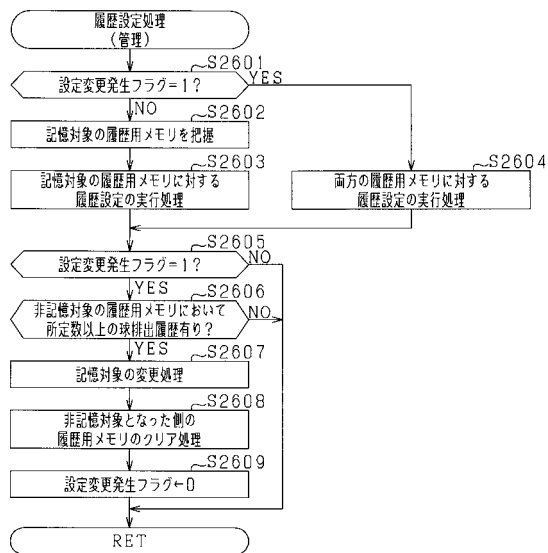 履歴設定処理
(管理)
S2601
設定変更発生フラグ=1?
YES
NO
S2602
記憶対象の履歴用メモリを把握
S2603
記憶対象の履歴用メモリに対する
履歴設定の実行処理
S2604
両方の履歴用メモリに対する
履歴設定の実行処理
S2605
設定変更発生フラグ=1?
NO
YES
S2606
非記憶対象の履歴用メモリにおいて
所定数以上の球排出履歴有り?
NO
YES
S2607
記憶対象の変更処理
S2608
非記憶対象となった側の
履歴用メモリのクリア処理
S2609
設定変更発生フラグ←0
RET